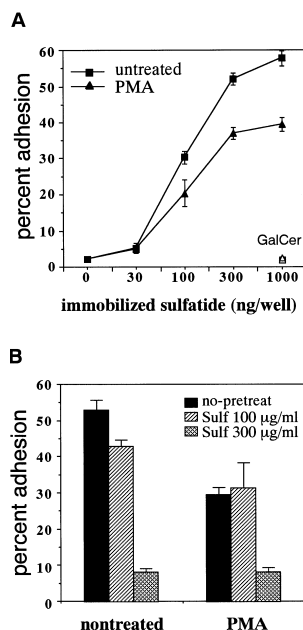 A
60
50
40
30
20
10
0
percent adhesion
untreated
PMA
GalCer
0 30 100 300 1000
immobilized sulfatide (ng/well)
B
60
50
40
30
20
10
0
percent adhesion
no-pretreat
Sulf 100 µg/ml
Sulf 300 µg/ml
nontreated PMA